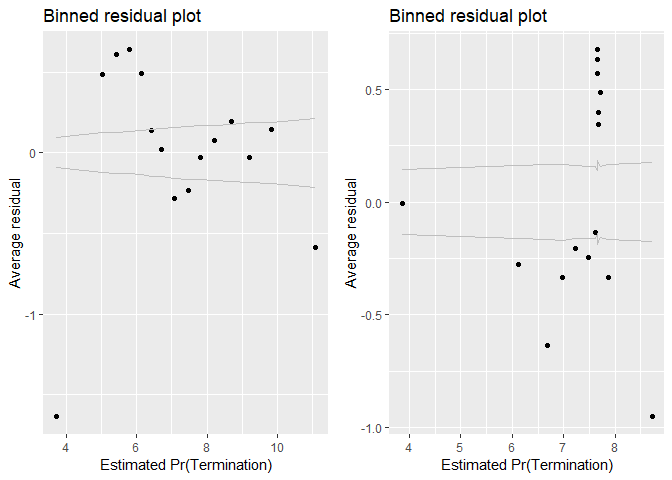 Binned residual plot
Average residual
0
-1
4
6
8
10
Estimated Pr(Termination)
Binned residual plot
Average residual
0.5
0.0
-0.5
-1.0
4
5
6
7
8
Estimated Pr(Termination)